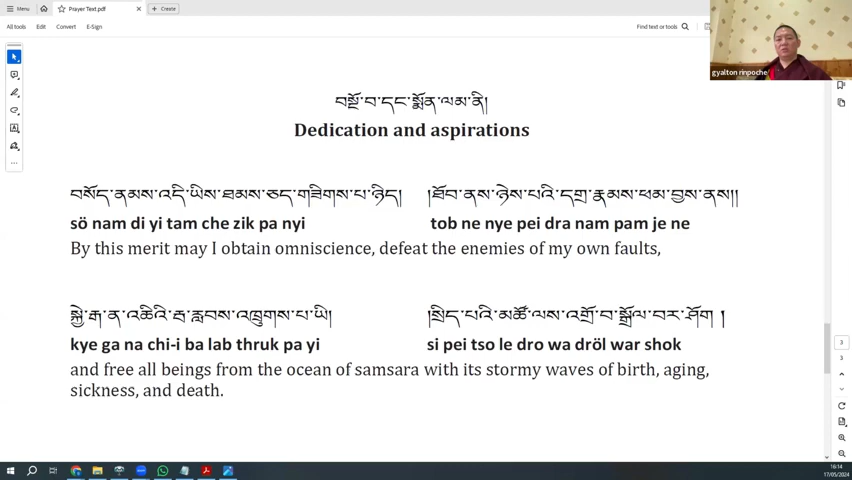 Menu
Prayer Text.pdf
Create
All tools Edit Convert E-Sign
Find text or tools
gyalton rinpoche
བསྔོ་བ་དང་སྨོན་ལམ་ནི།
Dedication and aspirations
བསོད་ནམས་འདི་ཡིས་ཐམས་ཅད་གཟིགས་པ་ཉིད། །ཐོབ་ནས་ཉེས་པའི་དགྲ་རྣམས་ཕམ་བྱས་ནས།།
sö nam di yi tam che zik pa nyi tob ne nye pei dra nam pam je ne
By this merit may I obtain omniscience, defeat the enemies of my own faults,
སྐྱེ་རྒ་ན་འཆིའི་རྦ་རླབས་འཁྲུགས་པ་ཡི། །སྲིད་པའི་མཚོ་ལས་འགྲོ་བ་སྒྲོལ་བར་ཤོག །
kye ga na chi-i ba lab thruk pa yi si pei tso le dro wa dröl war shok
and free all beings from the ocean of samsara with its stormy waves of birth, aging,
sickness, and death.
3
3
16:14
17/05/2024